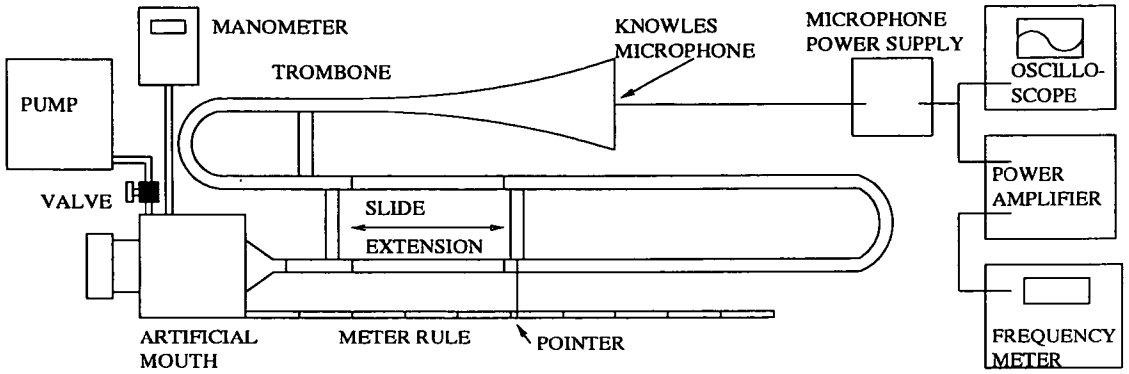 MANOMETER
KNOWLES
MICROPHONE
MICROPHONE
POWER SUPPLY
TROMBONE
PUMP
OSCILLO-
SCOPE
VALVE
SLIDE
EXTENSION
POWER
AMPLIFIER
ARTIFICIAL
MOUTH
METER RULE
POINTER
FREQUENCY
METER